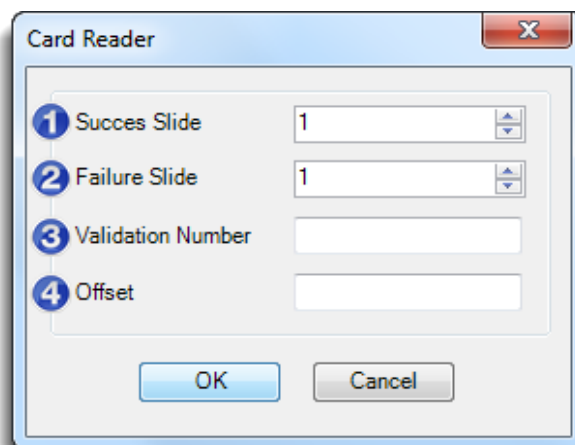 Card Reader
1 Succes Slide 1
2 Failure Slide 1
3 Validation Number
4 Offset
OK Cancel